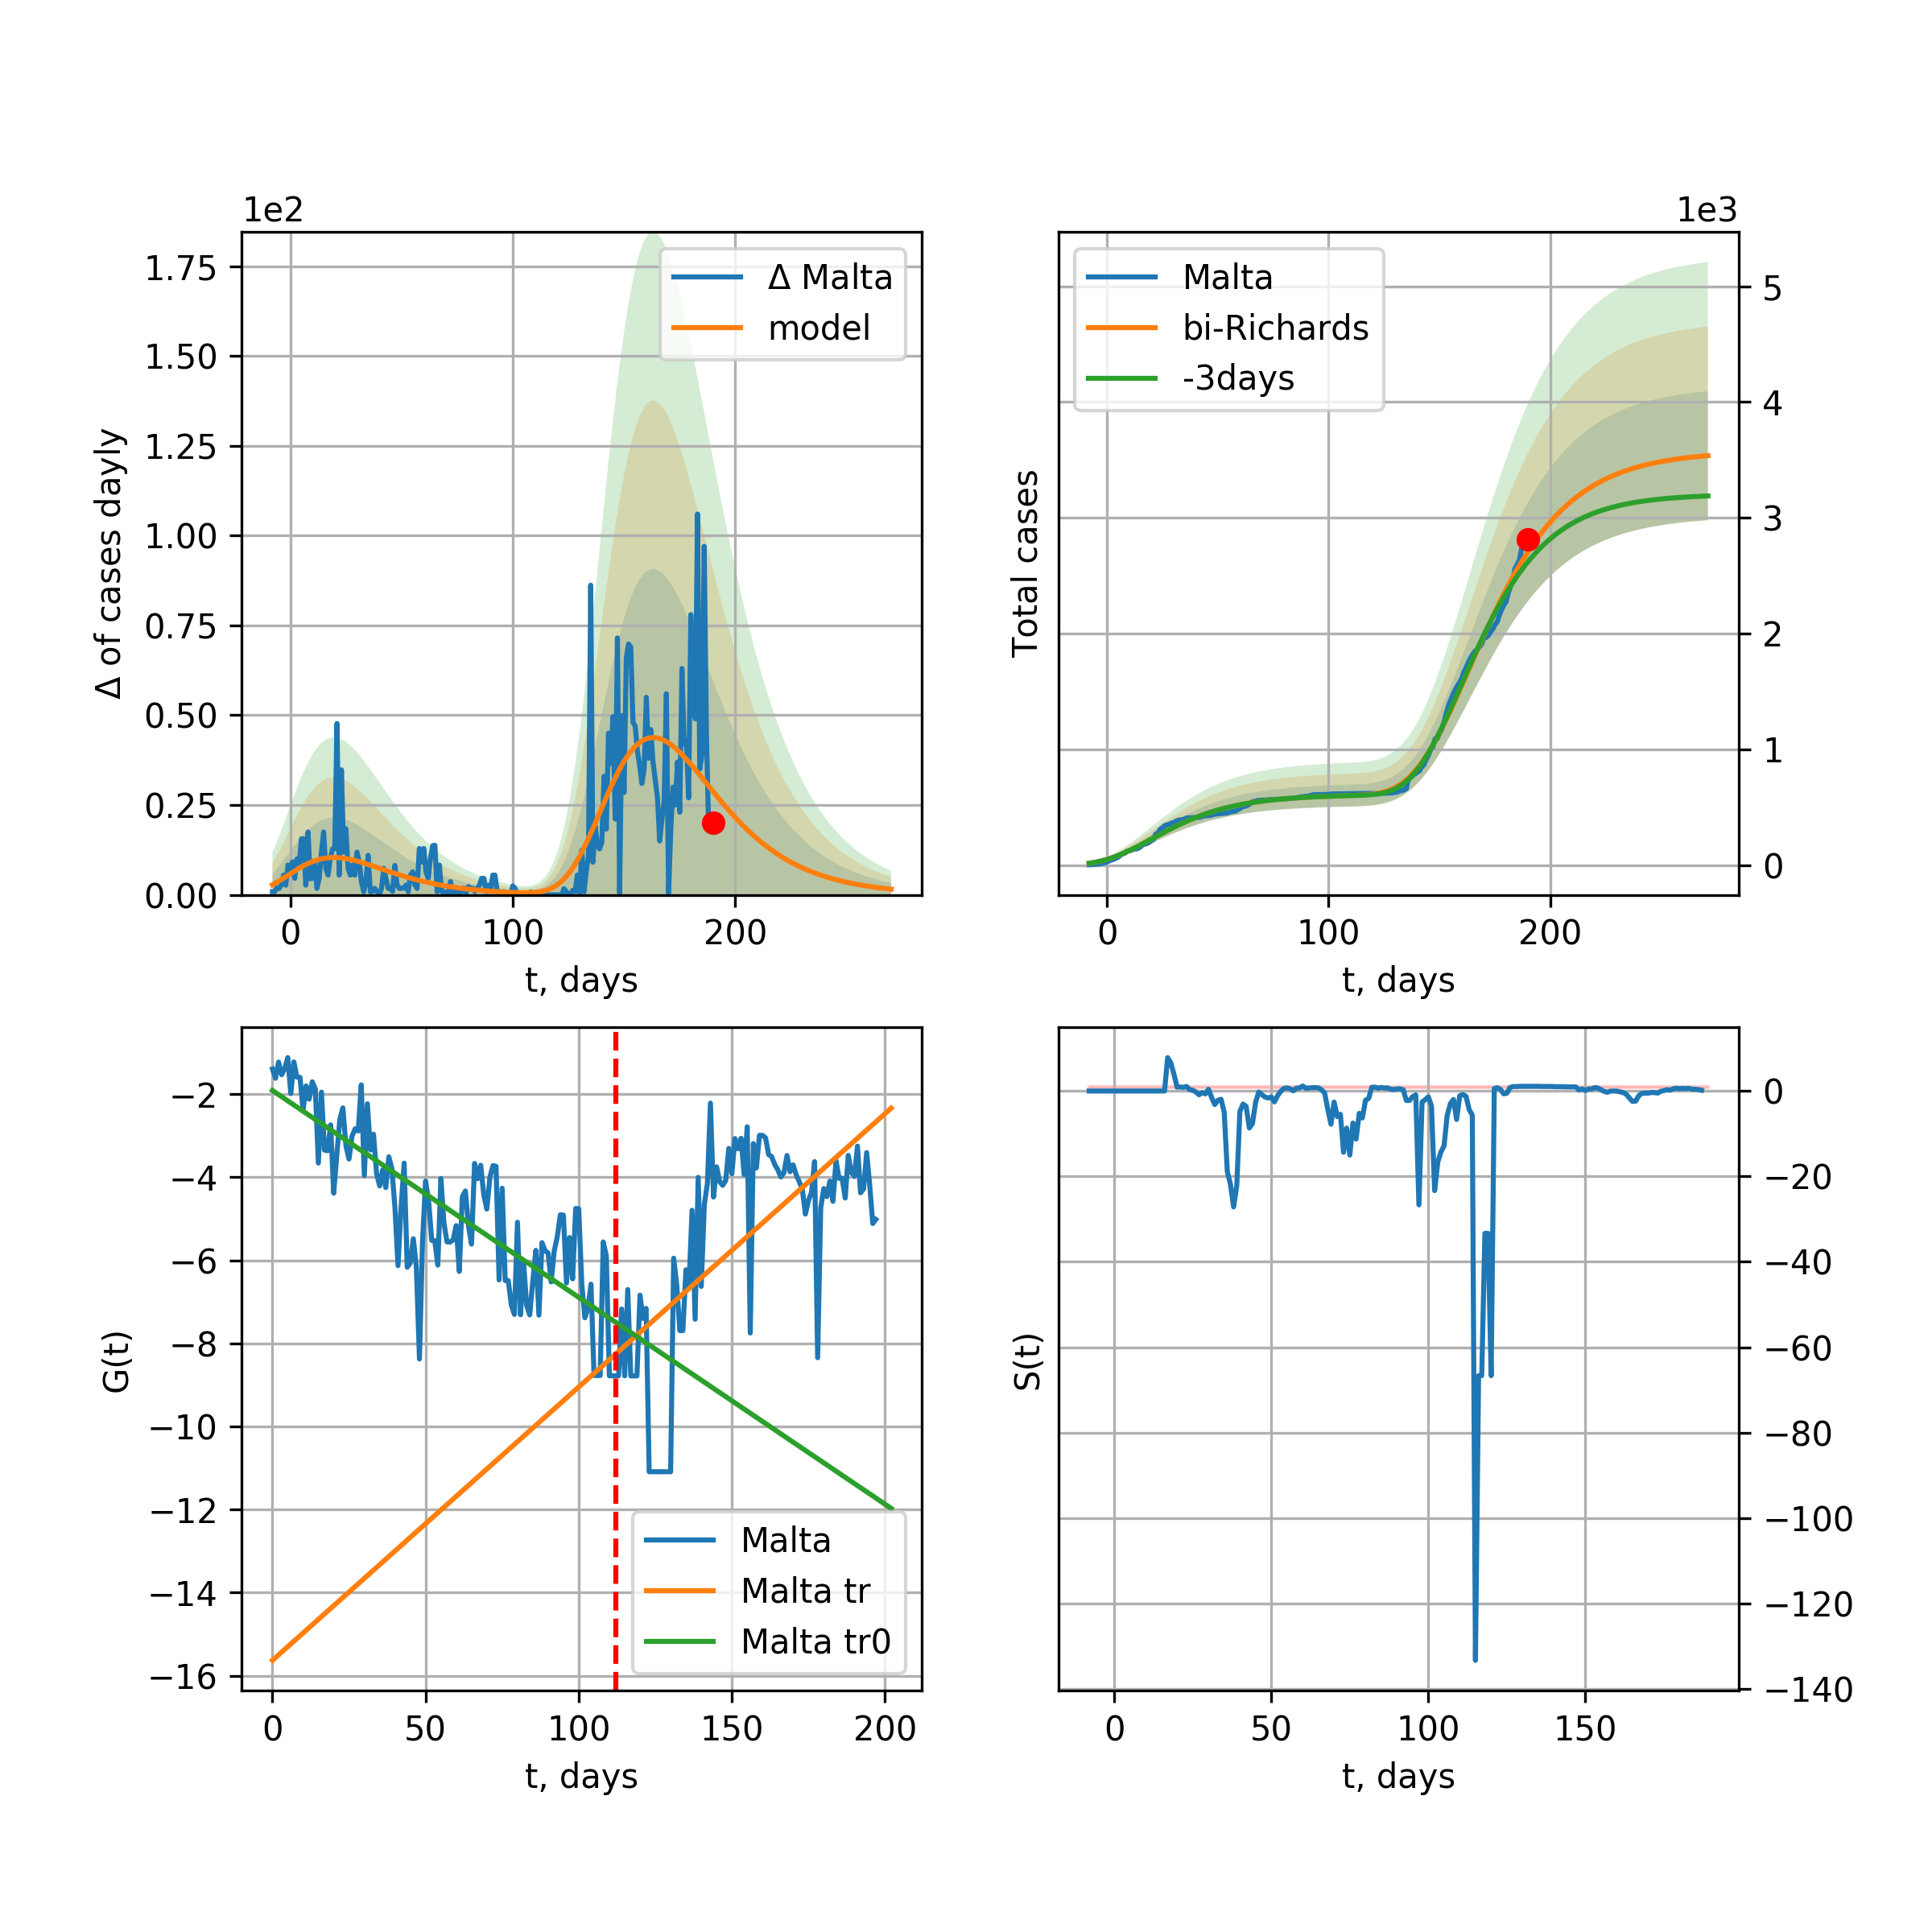 1e2
1.75
1.50
1.25
1.00
0.75
0.50
0.25
0.00
Δ of cases dayly
0 100 200
t, days
Δ Malta
model
1e3
Malta
bi-Richards
-3days
Total cases
5
4
3
2
1
0
0 100 200
t, days
−2
−4
−6
−8
−10
−12
−14
−16
G(t)
Malta
Malta tr
Malta tr0
0 50 100 150 200
t, days
S(t)
0
−20
−40
−60
−80
−100
−120
−140
0 50 100 150
t, days